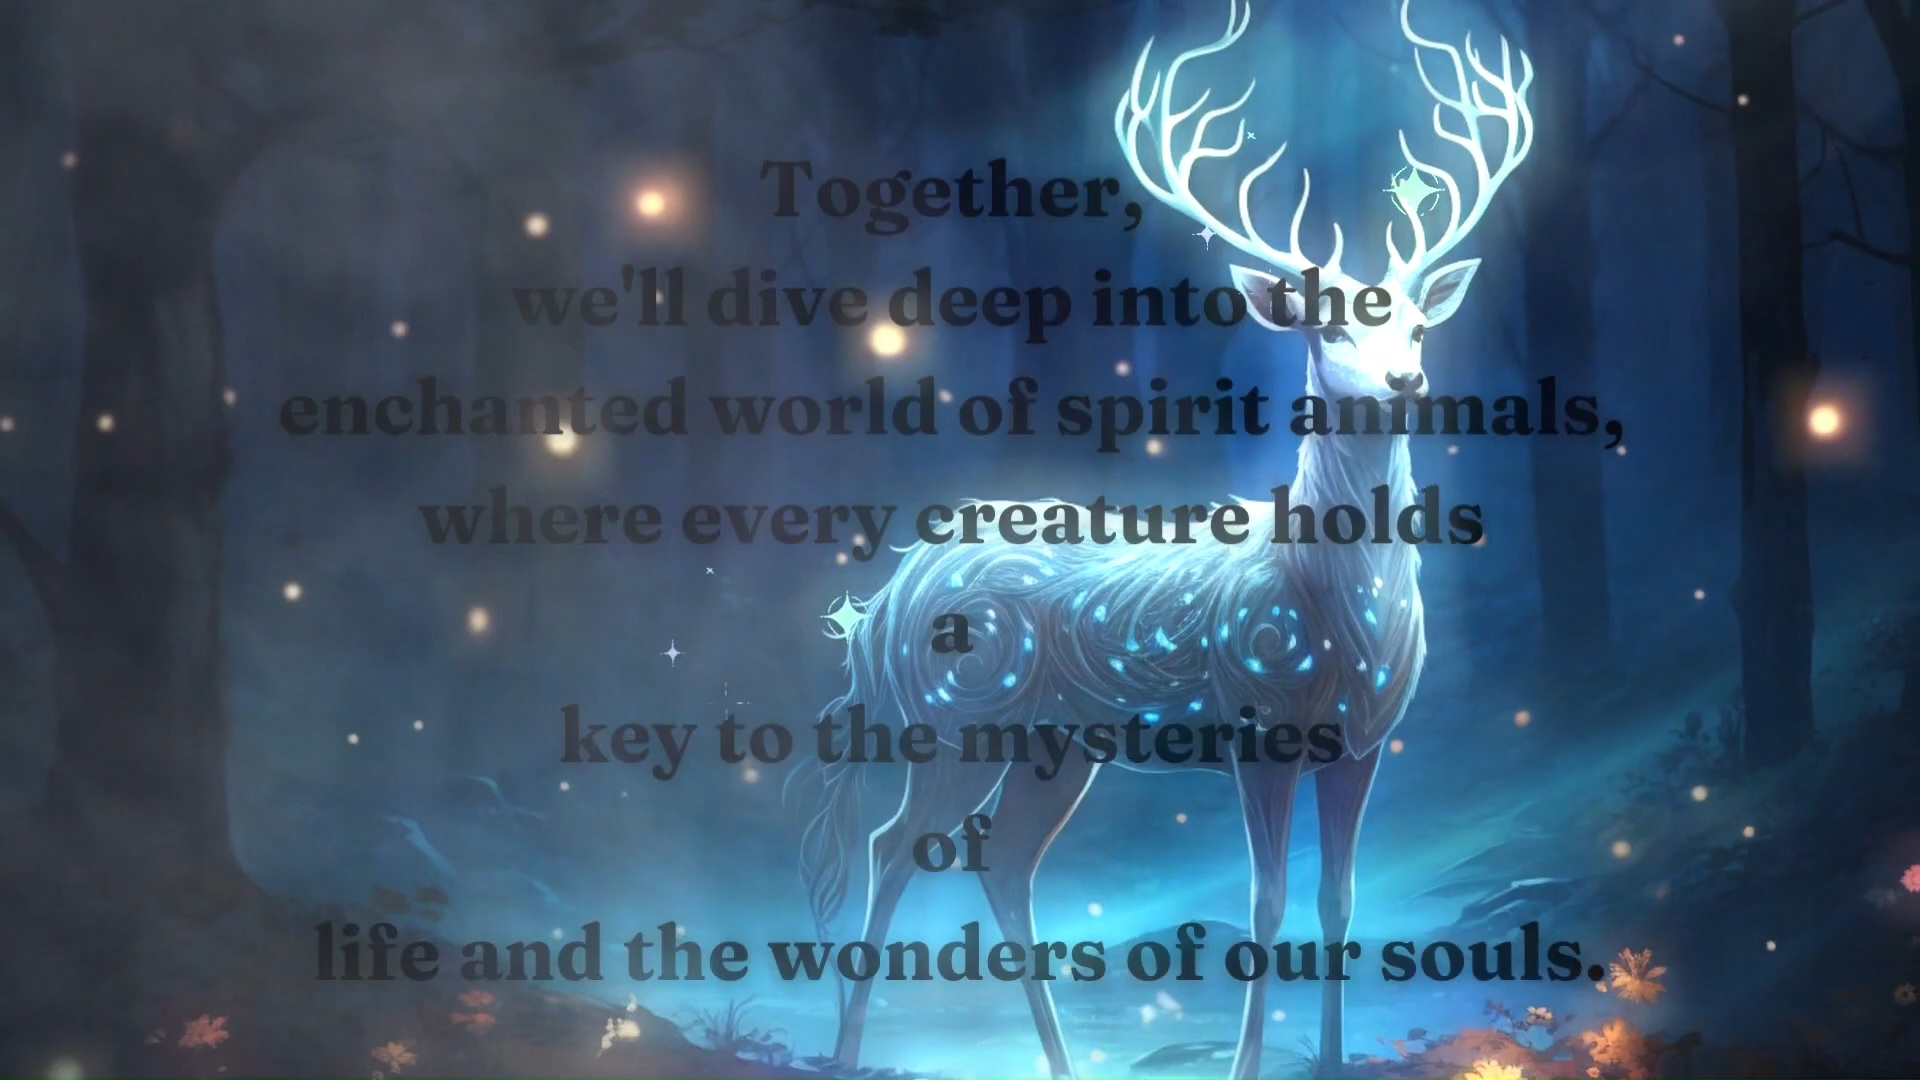 Together,
we'll dive deep into the
enchanted world of spirit animals,
where every creature holds
a
key to the mysteries
of
life and the wonders of our souls.